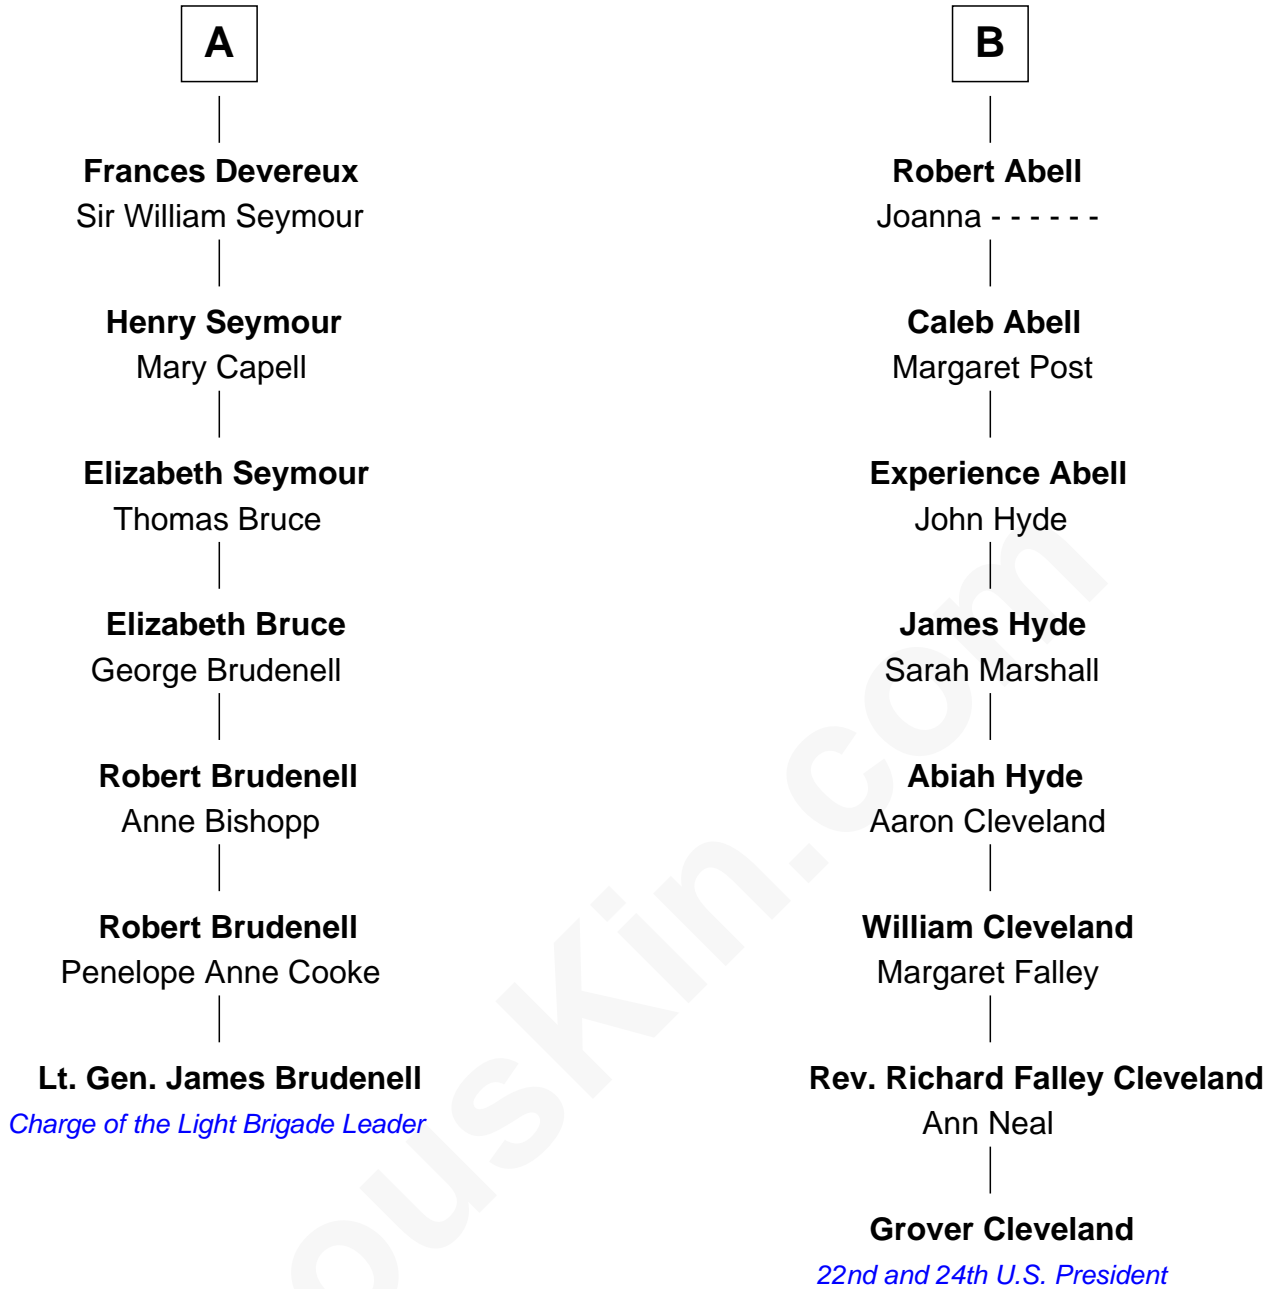 A
Frances Devereux
Sir William Seymour
Henry Seymour
Mary Capell
Elizabeth Seymour
Thomas Bruce
Elizabeth Bruce
George Brudenell
Robert Brudenell
Anne Bishopp
Robert Brudenell
Penelope Anne Cooke
Lt. Gen. James Brudenell
Charge of the Light Brigade Leader
B
Robert Abell
Joanna - - - - - -
Caleb Abell
Margaret Post
Experience Abell
John Hyde
James Hyde
Sarah Marshall
Abiah Hyde
Aaron Cleveland
William Cleveland
Margaret Falley
Rev. Richard Falley Cleveland
Ann Neal
Grover Cleveland
22nd and 24th U.S. President
ousKin.com